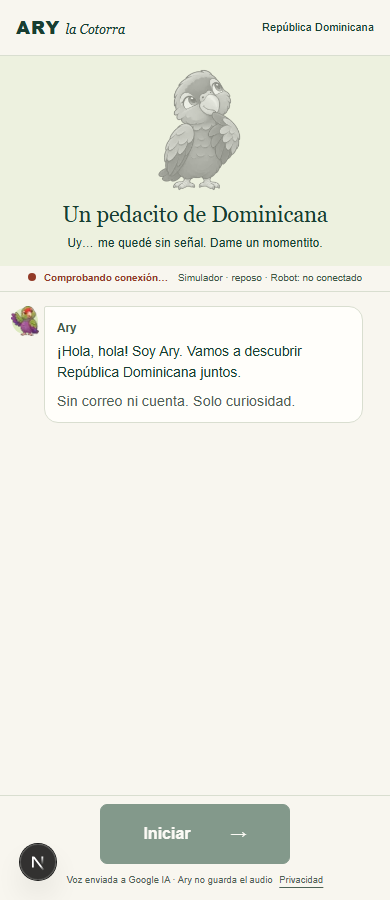 ARY la Cotorra
República Dominicana
Un pedacito de Dominicana
Uy… me quedé sin señal. Dame un momentito.
Comprobando conexión… Simulador · reposo · Robot: no conectado
Ary
¡Hola, hola! Soy Ary. Vamos a descubrir
República Dominicana juntos.
Sin correo ni cuenta. Solo curiosidad.
Iniciar →
N
Voz enviada a Google IA · Ary no guarda el audio Privacidad